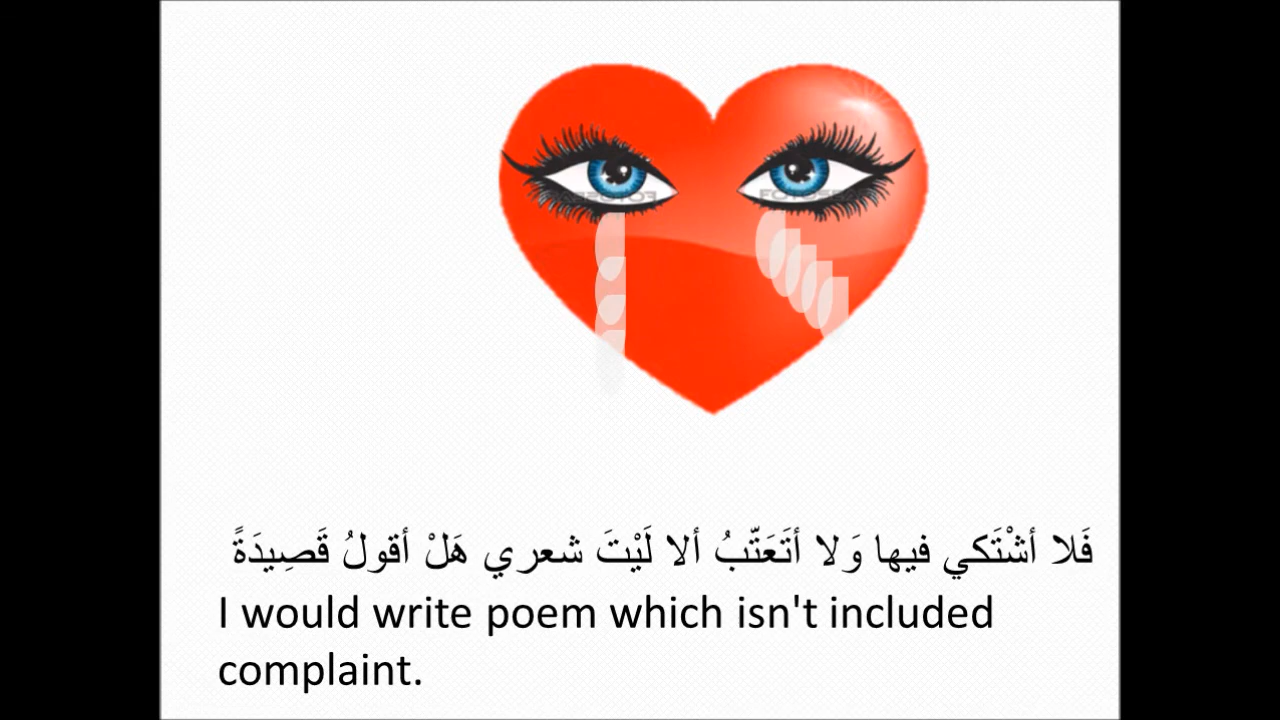 فَلا أشْتَكي فيها وَلا أتَعَتّبُ ألا لَيْتَ شعري هَلْ أقولُ قَصِيدَةً
I would write poem which isn't included
complaint.